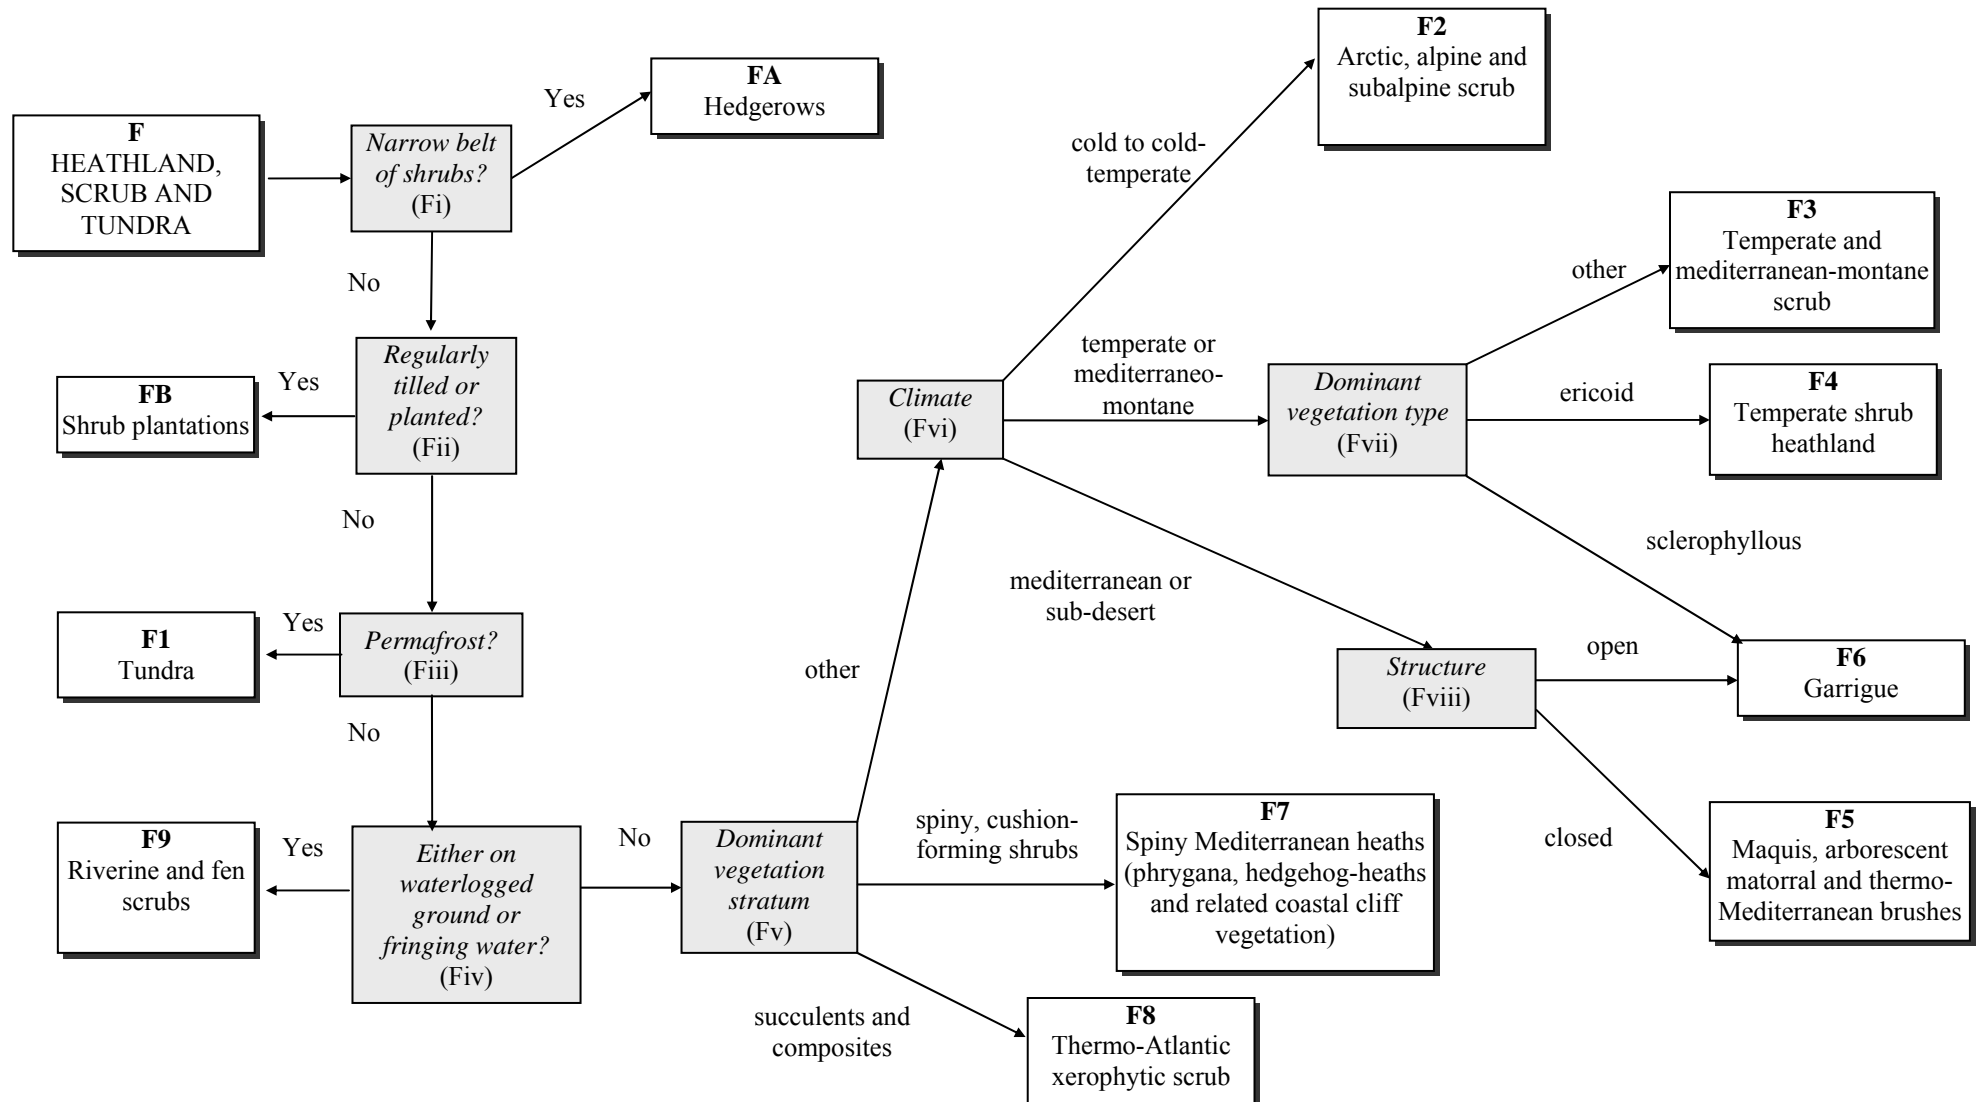 F
HEATHLAND,
SCRUB AND
TUNDRA
Narrow belt
of shrubs?
(Fi)
Yes
FA
Hedgerows
No
Regularly
tilled or
planted?
(Fii)
Yes
FB
Shrub plantations
No
Permafrost?
(Fiii)
Yes
F1
Tundra
No
Either on
waterlogged
ground or
fringing water?
(Fiv)
Yes
F9
Riverine and fen
scrubs
No
Dominant
vegetation
stratum
(Fv)
other
spiny, cushion-
forming shrubs
F7
Spiny Mediterranean heaths
(phrygana, hedgehog-heaths
and related coastal cliff
vegetation)
succulents and
composites
F8
Thermo-Atlantic
xerophytic scrub
Climate
(Fvi)
cold to cold-
temperate
F2
Arctic, alpine and
subalpine scrub
temperate or
mediterraneo-
montane
Dominant
vegetation type
(Fvii)
other
F3
Temperate and
mediterranean-montane
scrub
ericoid
F4
Temperate shrub
heathland
sclerophyllous
mediterranean or
sub-desert
Structure
(Fviii)
open
F6
Garrigue
closed
F5
Maquis, arborescent
matorral and thermo-
Mediterranean brushes